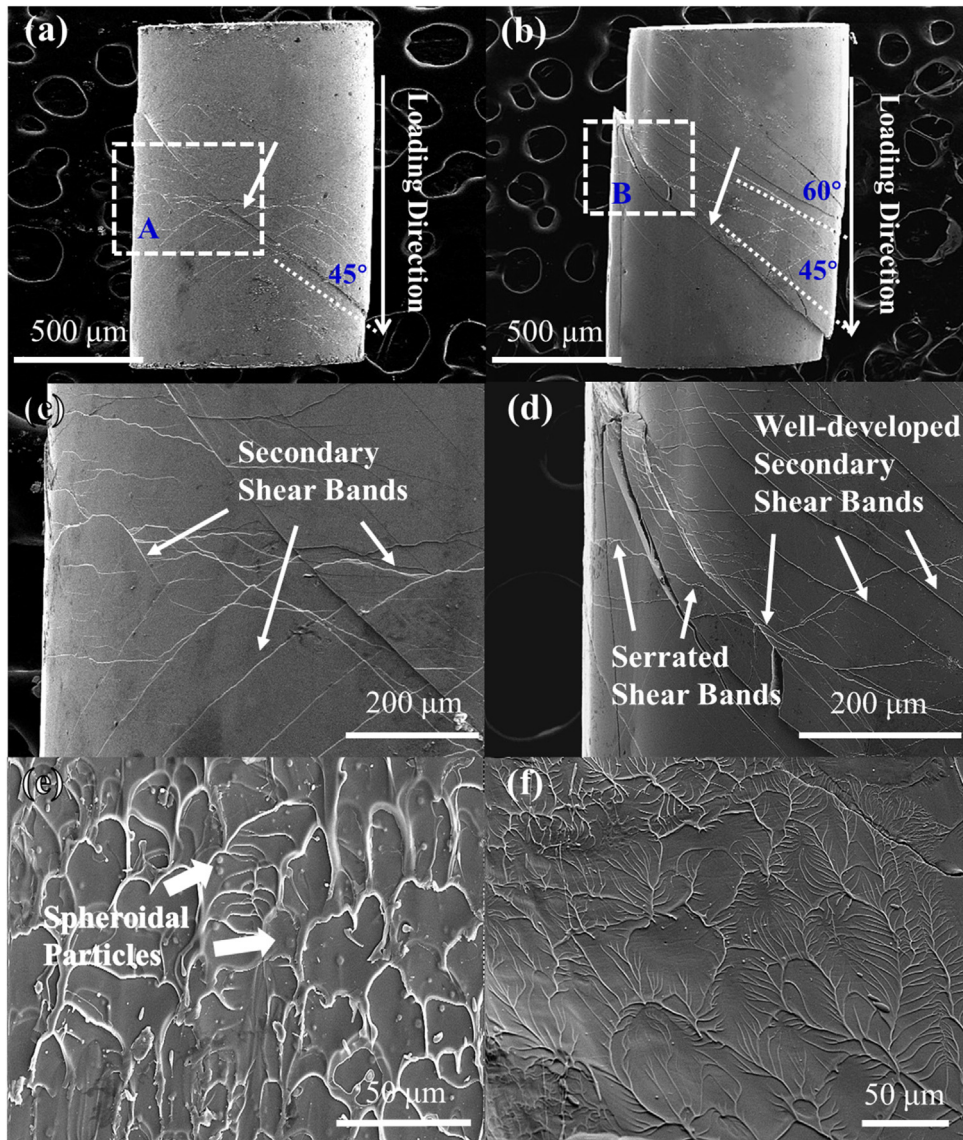 (a)
A
45°
Loading Direction
500 μm
(b)
B
60°
45°
Loading Direction
500 μm
(c)
Secondary
Shear Bands
200 μm
(d)
Well-developed
Secondary
Shear Bands
Serrated
Shear Bands
200 μm
(e)
Spheroidal
Particles
50 μm
(f)
50 μm